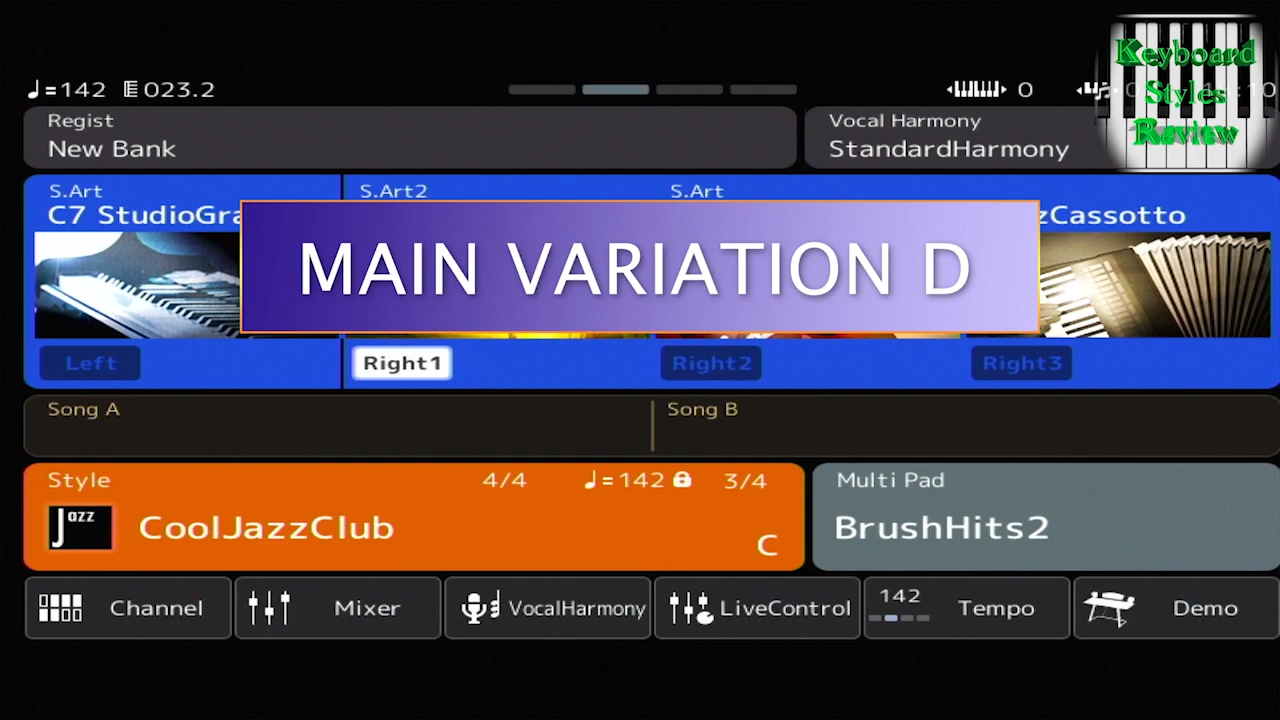 ♩=142 023.2
0
Keyboard
Styles
Review
Regist
New Bank
Vocal Harmony
StandardHarmony
S.Art
C7 StudioGra
S.Art2
S.Art
zCassotto
MAIN VARIATION D
Left
Right1
Right2
Right3
Song A
Song B
Style 4/4 ♩=142 3/4
Jazz
CoolJazzClub
C
Multi Pad
BrushHits2
Channel
Mixer
VocalHarmony
LiveControl
142
Tempo
Demo